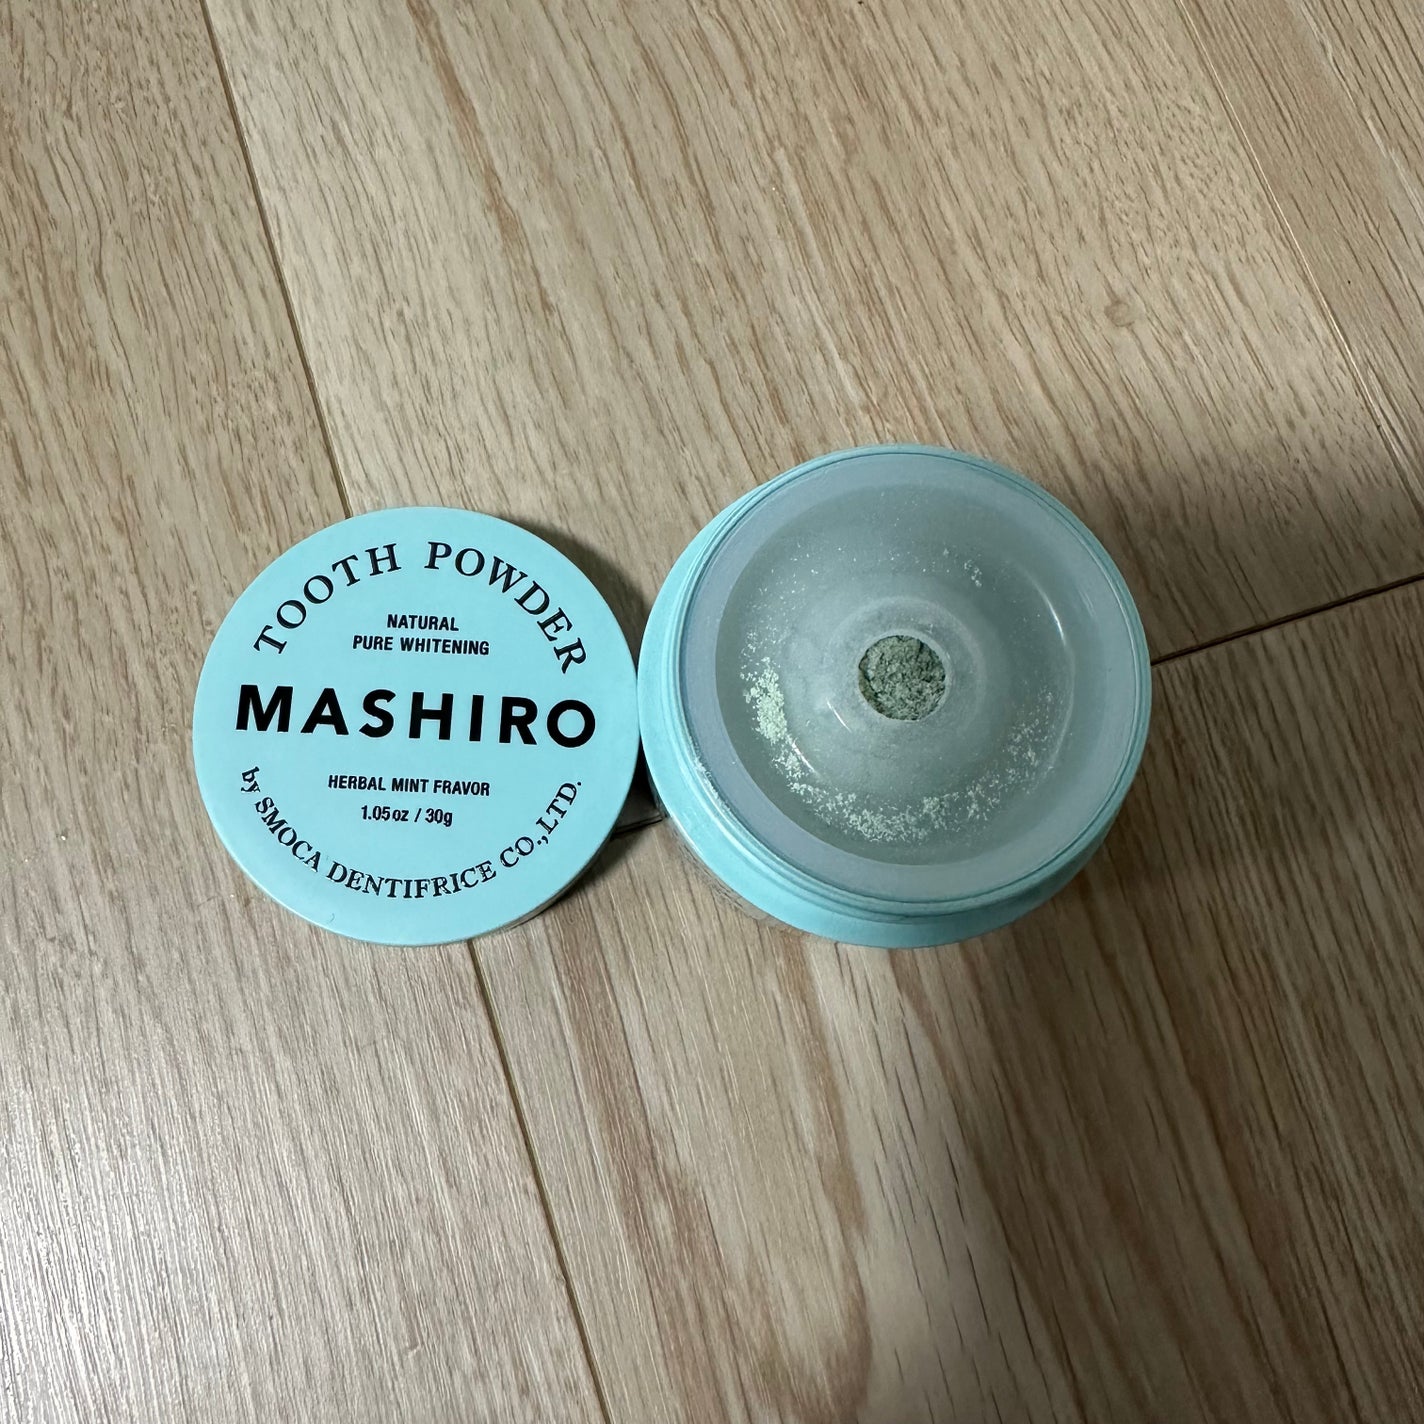 TOOTH POWDER
NATURAL
PURE WHITENING
MASHIRO
HERBAL MINT FRAVOR
1.05oz / 30g
by SMOCA DENTIFRICE CO.,LTD.